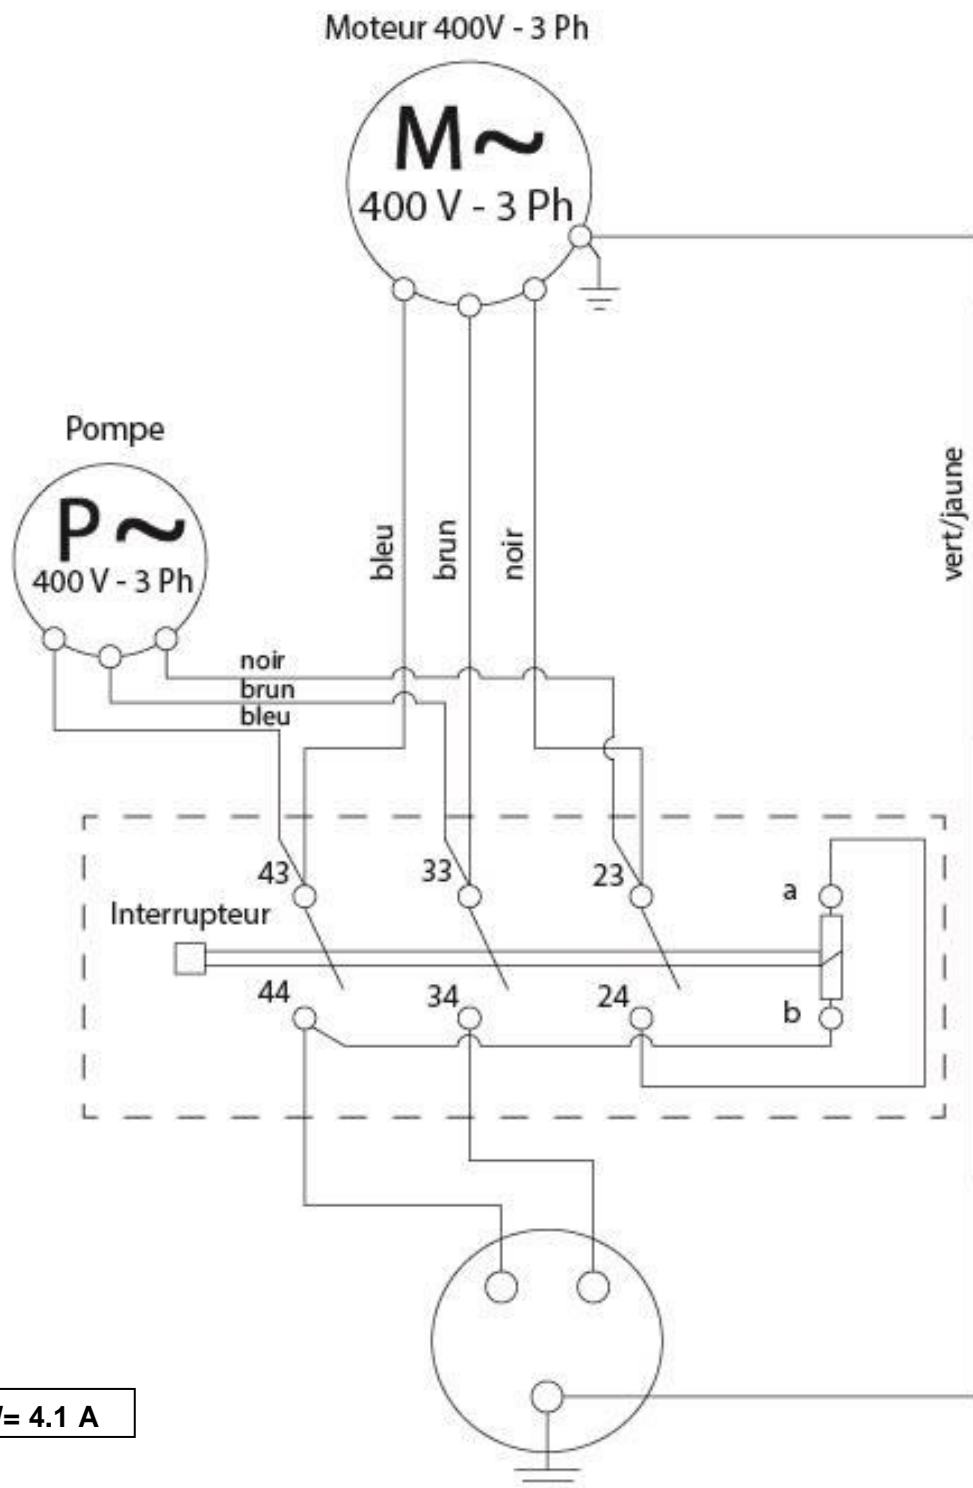 Moteur 400V - 3 Ph
M~
400 V - 3 Ph
Pompe
P~
400 V - 3 Ph
bleu
brun
noir
vert/jaune
noir
brun
bleu
43
33
23
a
Interrupteur
44
34
24
b
= 4.1 A